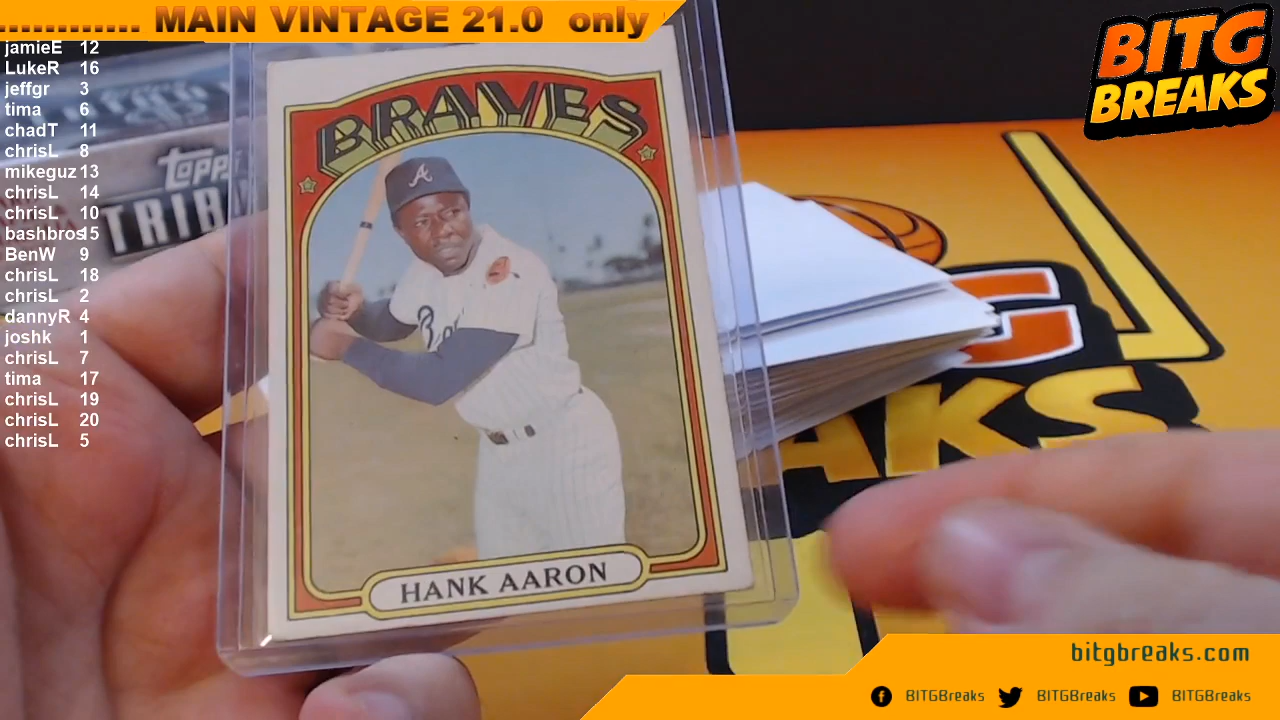 ............ MAIN VINTAGE 21.0 only
BITG
BREAKS
jamieE 12
LukeR 16
jeffgr 3
tima 6
chadT 11
chrisL 8
mikeguz 13
chrisL 14
chrisL 10
bashbros15
BenW 9
chrisL 18
chrisL 2
dannyR 4
joshk 1
chrisL 7
tima 17
chrisL 19
chrisL 20
chrisL 5
TOPPS
TRIB
BRAVES
A
HANK AARON
AKS
bitgbreaks.com
BITGBreaks BITGBreaks BITGBreaks